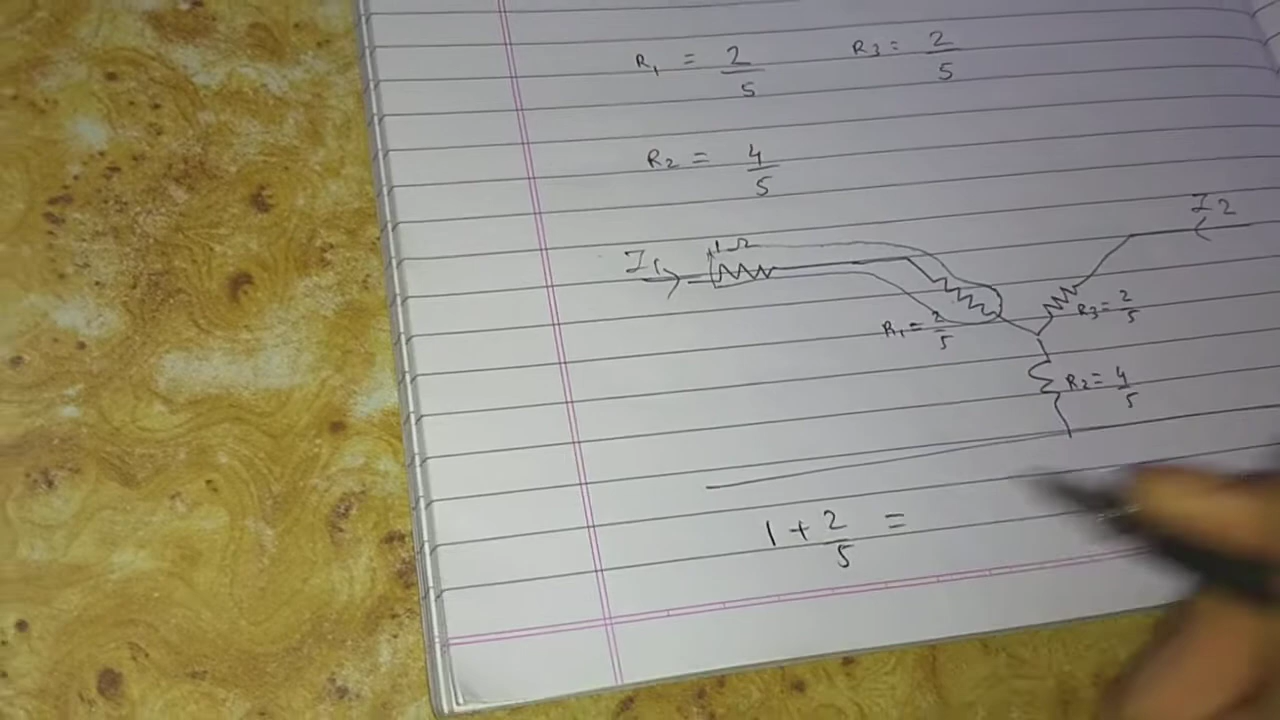 R1 = 2/5 R3 = 2/5
R2 = 4/5
I2
1Ω
I1
R1 = 2/5 R3 = 2/5
R2 = 4/5
1 + 2/5 =